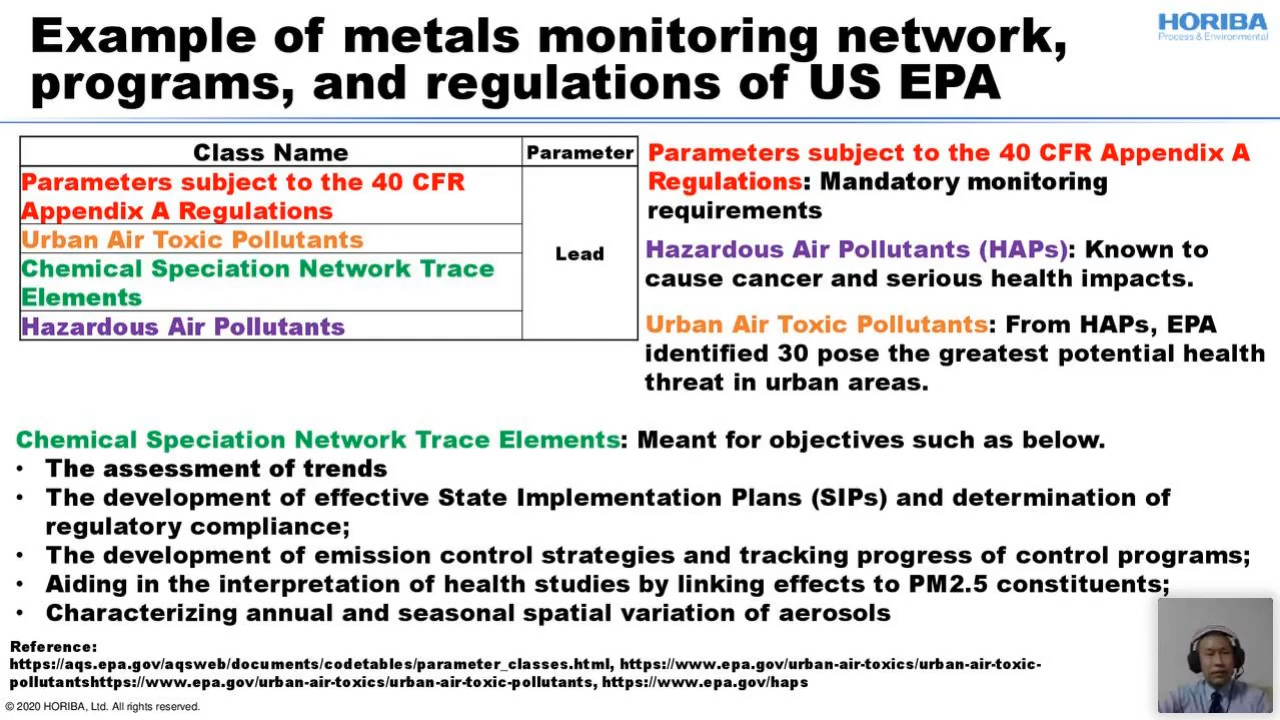 Example of metals monitoring network,
programs, and regulations of US EPA
HORIBA
Process & Environmental
Class Name
Parameter
Parameters subject to the 40 CFR
Appendix A Regulations
Urban Air Toxic Pollutants
Chemical Speciation Network Trace
Elements
Hazardous Air Pollutants
Lead
Parameters subject to the 40 CFR Appendix A
Regulations: Mandatory monitoring
requirements
Hazardous Air Pollutants (HAPs): Known to
cause cancer and serious health impacts.
Urban Air Toxic Pollutants: From HAPs, EPA
identified 30 pose the greatest potential health
threat in urban areas.
Chemical Speciation Network Trace Elements: Meant for objectives such as below.
• The assessment of trends
• The development of effective State Implementation Plans (SIPs) and determination of
regulatory compliance;
• The development of emission control strategies and tracking progress of control programs;
• Aiding in the interpretation of health studies by linking effects to PM2.5 constituents;
• Characterizing annual and seasonal spatial variation of aerosols
Reference:
https://aqs.epa.gov/aqsweb/documents/codetables/parameter_classes.html, https://www.epa.gov/urban-air-toxics/urban-air-toxic-
pollutantshttps://www.epa.gov/urban-air-toxics/urban-air-toxic-pollutants, https://www.epa.gov/haps
© 2020 HORIBA, Ltd. All rights reserved.